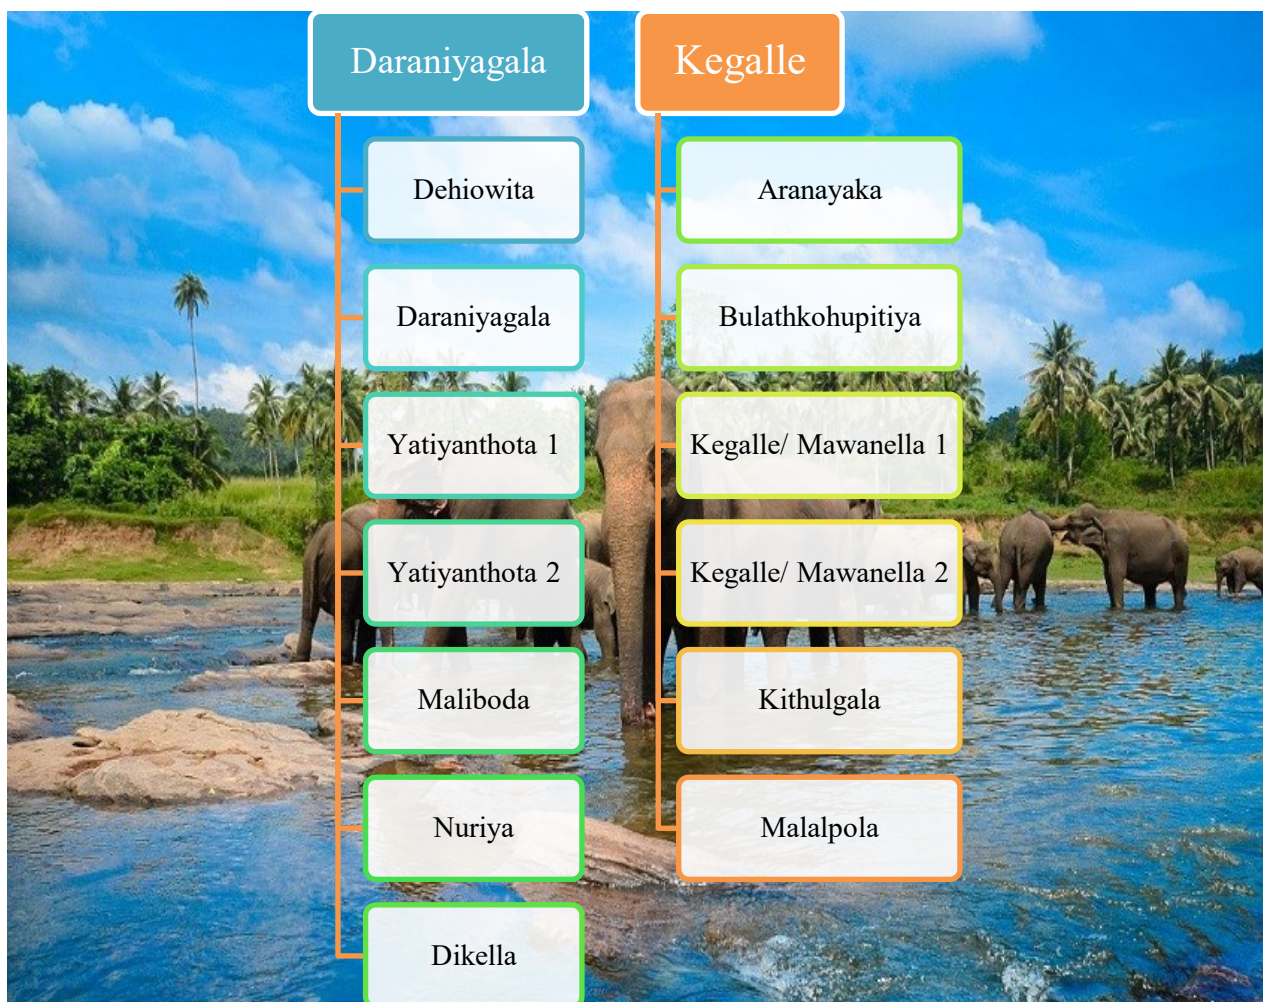 Daraniyagala
Dehiowita
Daraniyagala
Yatiyanthota 1
Yatiyanthota 2
Maliboda
Nuriya
Dikella
Kegalle
Aranayaka
Bulathkohupitiya
Kegalle/ Mawanella 1
Kegalle/ Mawanella 2
Kithulgala
Malalpola